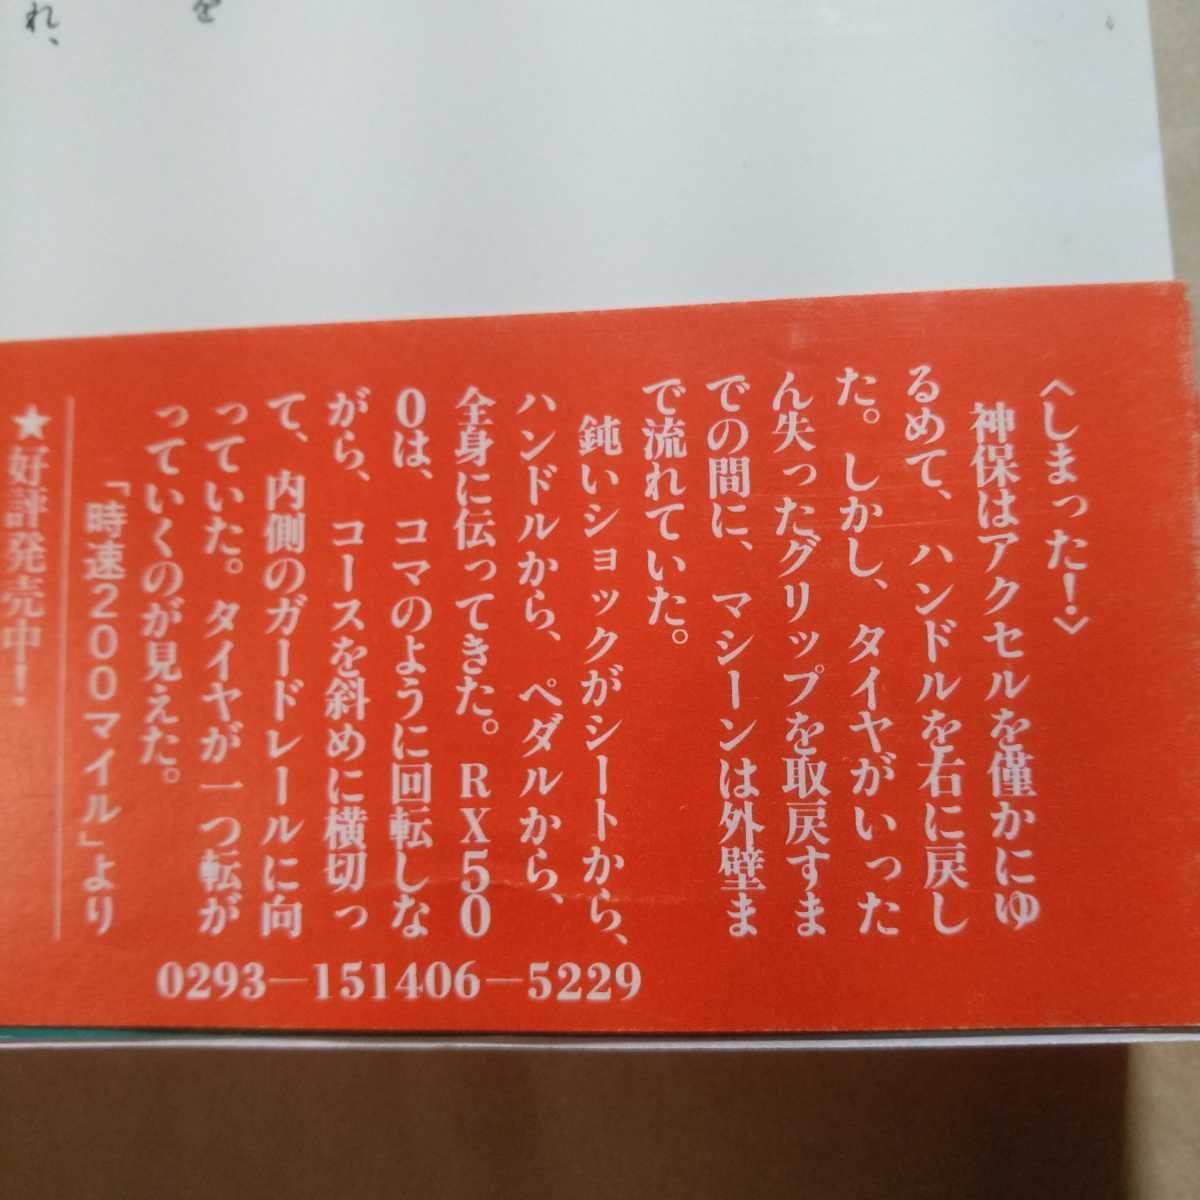 を
れ、
〈しまった！〉
神保はアクセルを僅かにゆ
るめて、ハンドルを右に戻し
た。しかし、タイヤがいった
ん失ったグリップを取戻すま
での間に、マシーンは外壁ま
で流れていた。
鈍いショックがシートから、
ハンドルから、ペダルから、
全身に伝ってきた。RX50
0は、コマのように回転しな
がら、コースを斜めに横切っ
て、内側のガードレールに向
っていた。タイヤが一つ転が
っていくのが見えた。
「時速200マイル」より
★好評発売中！
0293—151406—5229